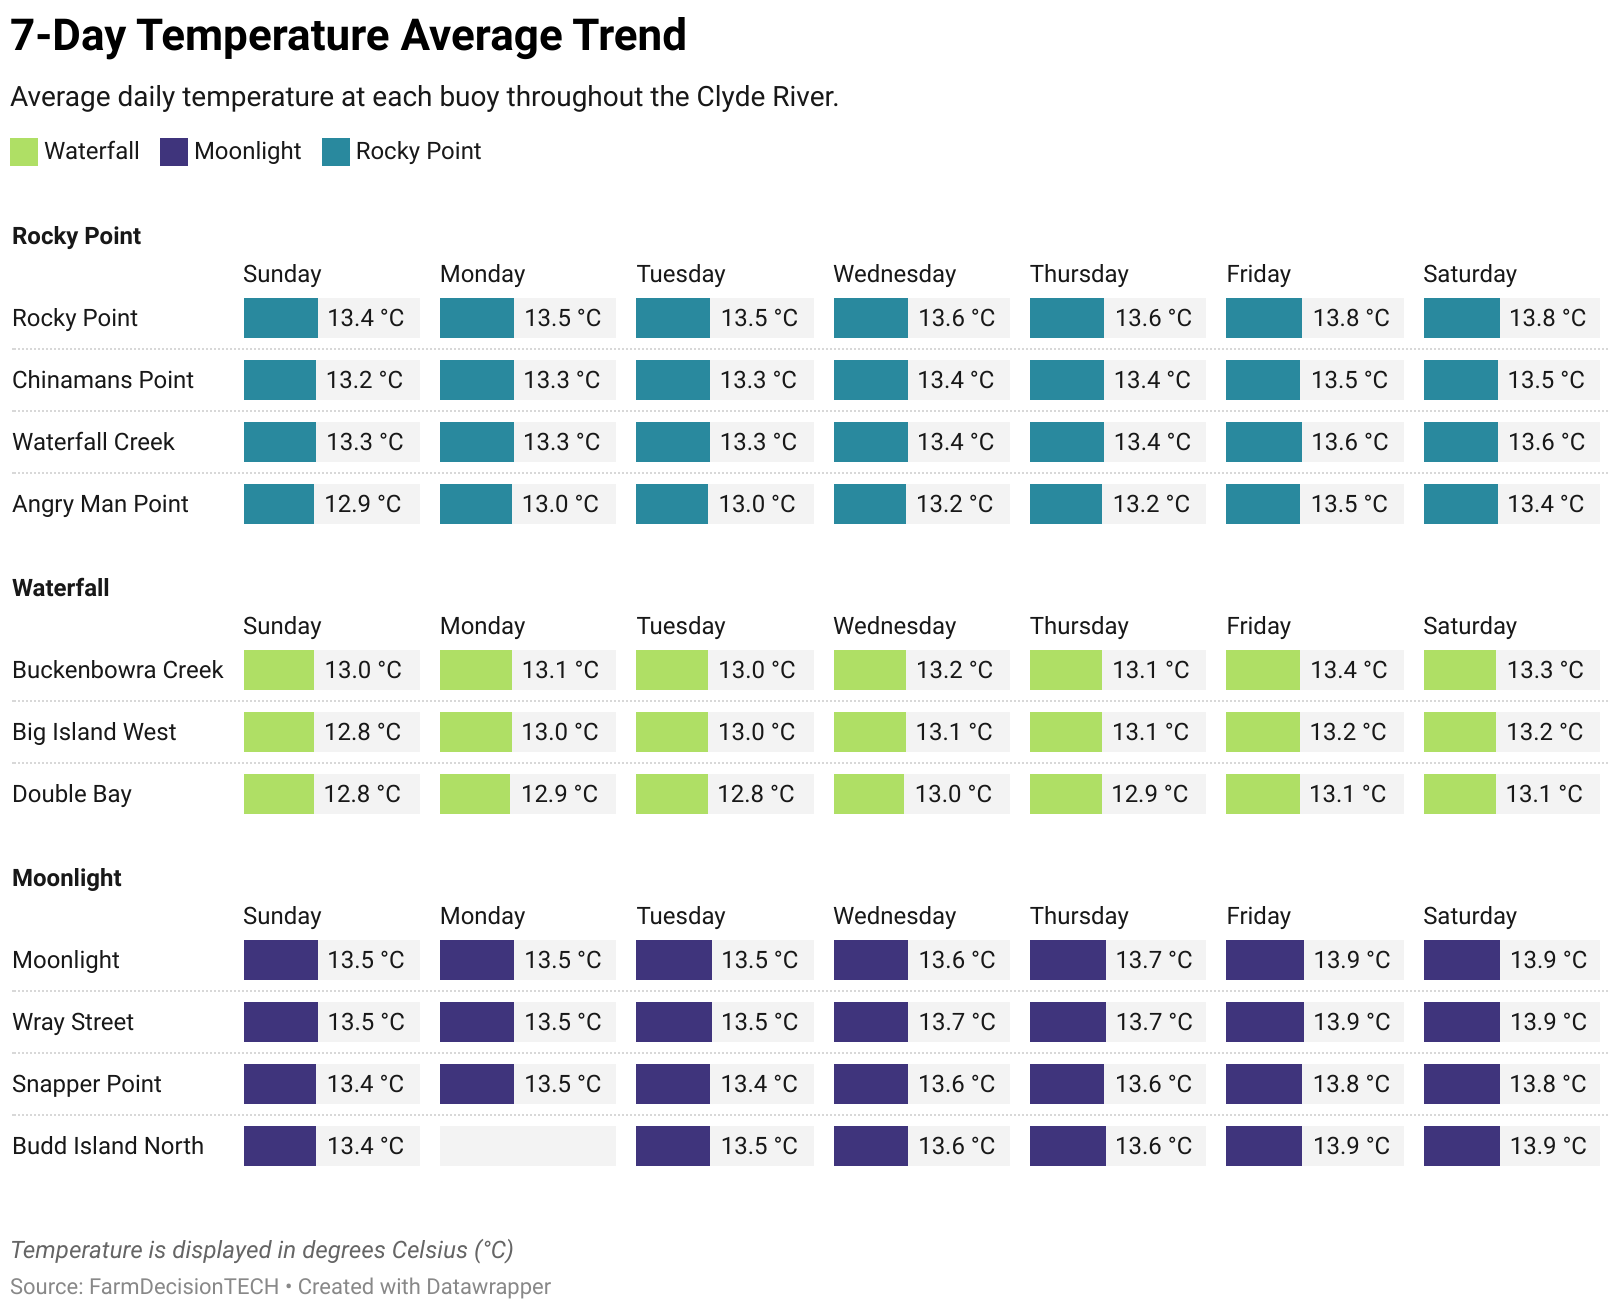 7-Day Temperature Average Trend
Average daily temperature at each buoy throughout the Clyde River.
Waterfall Moonlight Rocky Point
Rocky Point
Sunday Monday Tuesday Wednesday Thursday Friday Saturday
Rocky Point 13.4 °C 13.5 °C 13.5 °C 13.6 °C 13.6 °C 13.8 °C 13.8 °C
Chinamans Point 13.2 °C 13.3 °C 13.3 °C 13.4 °C 13.4 °C 13.5 °C 13.5 °C
Waterfall Creek 13.3 °C 13.3 °C 13.3 °C 13.4 °C 13.4 °C 13.6 °C 13.6 °C
Angry Man Point 12.9 °C 13.0 °C 13.0 °C 13.2 °C 13.2 °C 13.5 °C 13.4 °C
Waterfall
Sunday Monday Tuesday Wednesday Thursday Friday Saturday
Buckenbowra Creek 13.0 °C 13.1 °C 13.0 °C 13.2 °C 13.1 °C 13.4 °C 13.3 °C
Big Island West 12.8 °C 13.0 °C 13.0 °C 13.1 °C 13.1 °C 13.2 °C 13.2 °C
Double Bay 12.8 °C 12.9 °C 12.8 °C 13.0 °C 12.9 °C 13.1 °C 13.1 °C
Moonlight
Sunday Monday Tuesday Wednesday Thursday Friday Saturday
Moonlight 13.5 °C 13.5 °C 13.5 °C 13.6 °C 13.7 °C 13.9 °C 13.9 °C
Wray Street 13.5 °C 13.5 °C 13.5 °C 13.7 °C 13.7 °C 13.9 °C 13.9 °C
Snapper Point 13.4 °C 13.5 °C 13.4 °C 13.6 °C 13.6 °C 13.8 °C 13.8 °C
Budd Island North 13.4 °C 13.5 °C 13.6 °C 13.6 °C 13.9 °C 13.9 °C
Temperature is displayed in degrees Celsius (°C)
Source: FarmDecisionTECH • Created with Datawrapper